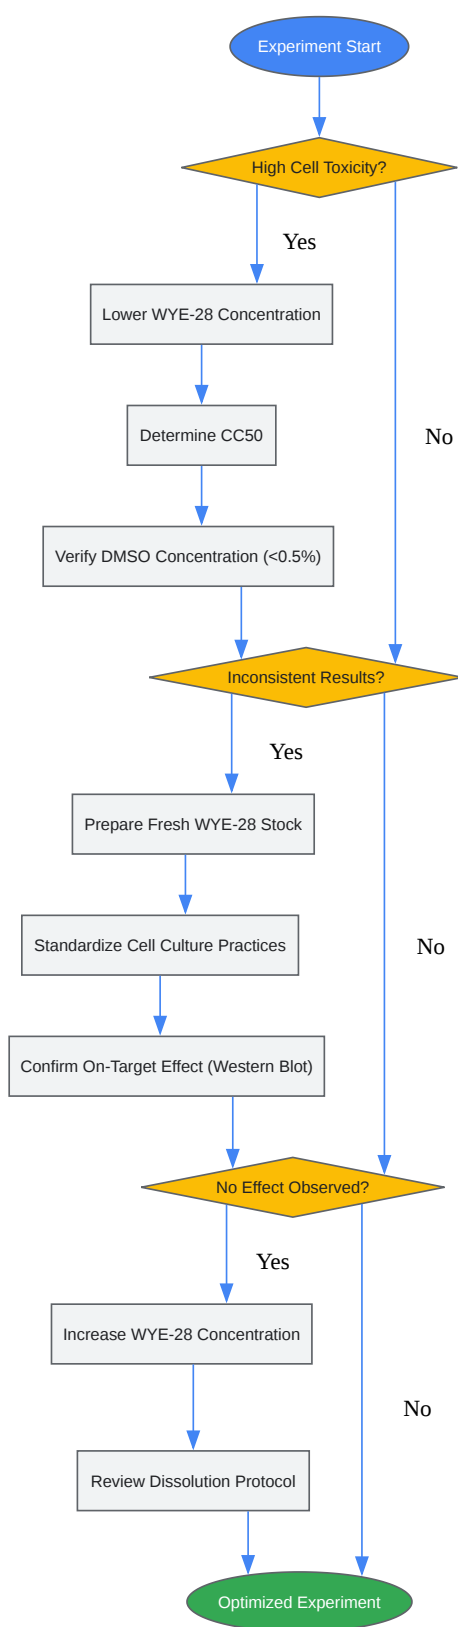 Experiment Start
High Cell Toxicity?
Yes
Lower WYE-28 Concentration
Determine CC50
No
Verify DMSO Concentration (<0.5%)
Inconsistent Results?
Yes
Prepare Fresh WYE-28 Stock
Standardize Cell Culture Practices
No
Confirm On-Target Effect (Western Blot)
No Effect Observed?
Yes
Increase WYE-28 Concentration
No
Review Dissolution Protocol
Optimized Experiment